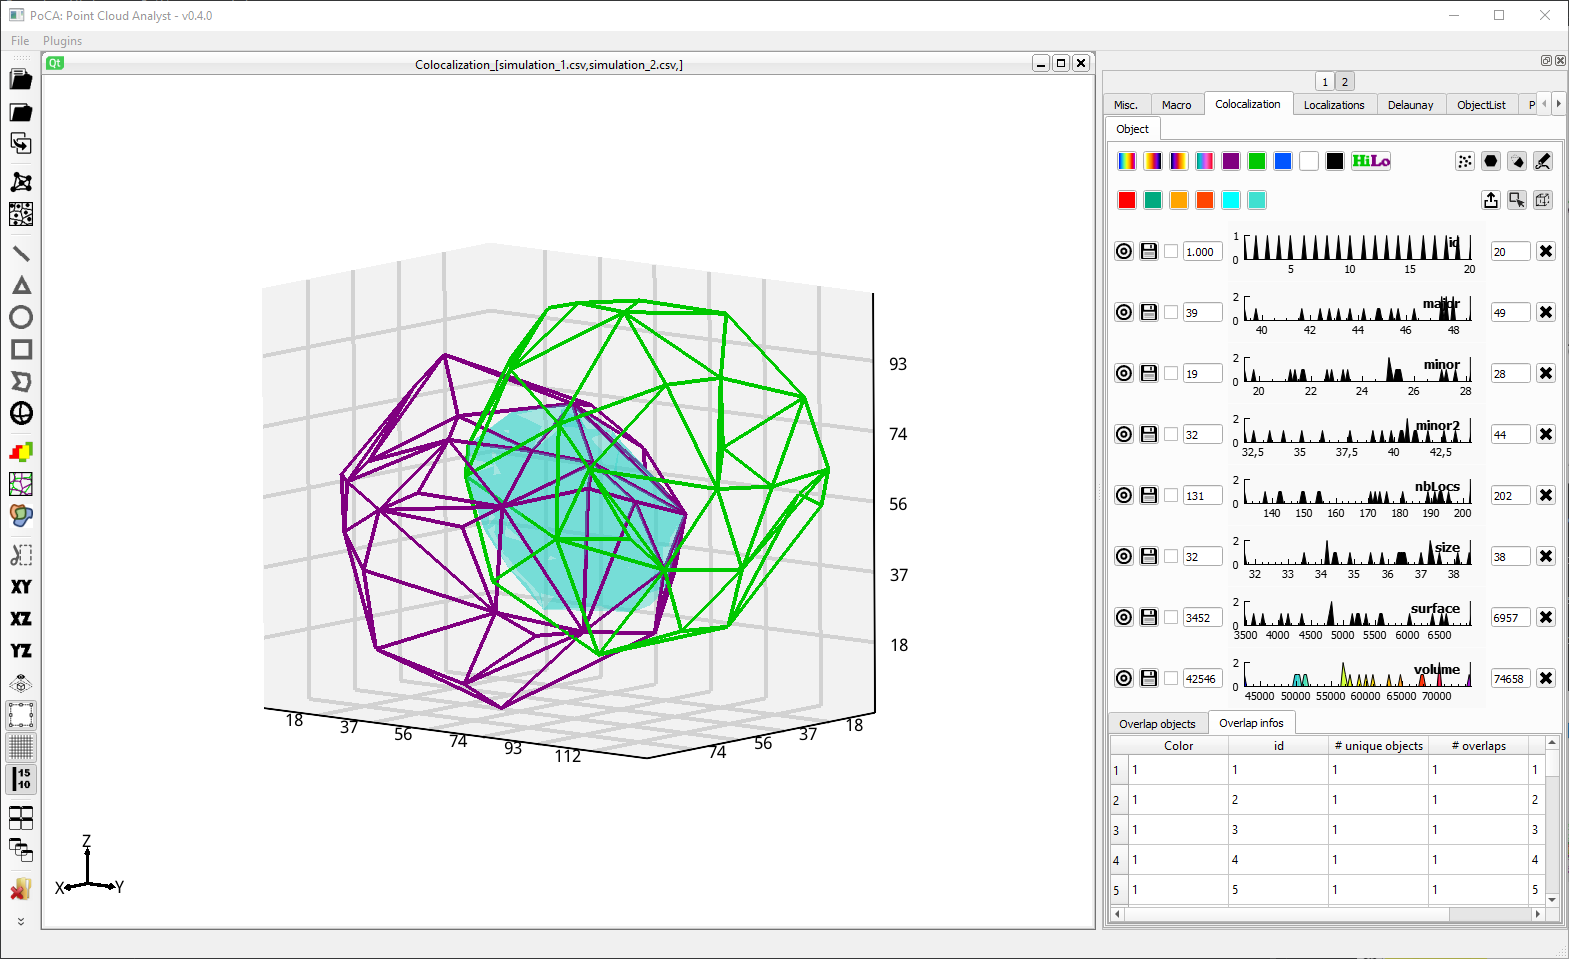 PoCA: Point Cloud Analyst - v0.4.0
File Plugins
Qt Colocalization_[simulation_1.csv,simulation_2.csv,]
1 2
Misc. Macro Colocalization Localizations Delaunay ObjectList P
Object
HiLo
1.000 1 0 id 5 10 15 20 20
39 2 0 major 40 42 44 46 48 49
19 2 0 minor 20 22 24 26 28 28
32 2 0 minor2 32,5 35 37,5 40 42,5 44
131 2 0 nbLocs 140 150 160 170 180 190 200 202
32 2 0 size 32 33 34 35 36 37 38 38
3452 2 0 surface 3500 4000 4500 5000 5500 6000 6500 6957
42546 2 0 volume 45000 50000 55000 60000 65000 70000 74658
Overlap objects Overlap infos
Color id # unique objects # overlaps
1 1 1 1 1 1
2 1 2 1 1 2
3 1 3 1 1 3
4 1 4 1 1 4
5 1 5 1 1 5
93
74
56
37
18
18 37 56 74 93 112
74 56 37 18
XY
XZ
YZ
15
10
Z
X Y